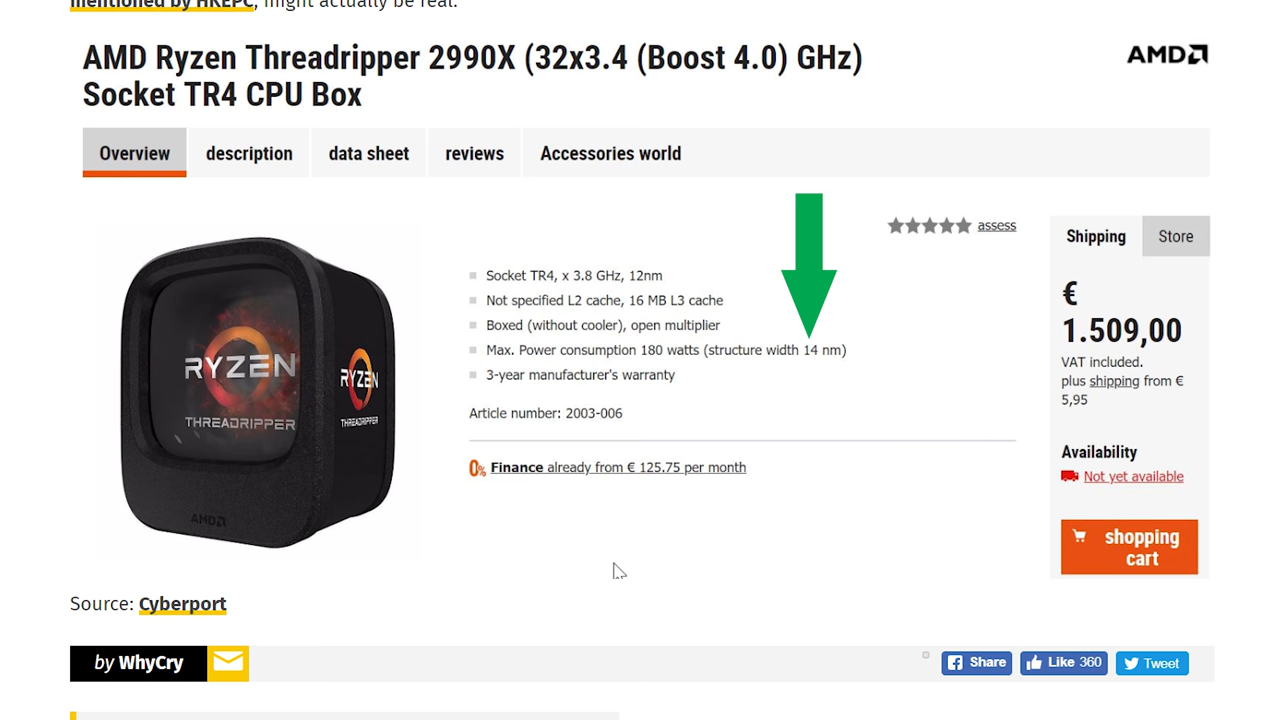 mentioned by HKEPC, might actually be real.
AMD Ryzen Threadripper 2990X (32x3.4 (Boost 4.0) GHz)
Socket TR4 CPU Box
AMD
Overview description data sheet reviews Accessories world
assess
Socket TR4, x 3.8 GHz, 12nm
Not specified L2 cache, 16 MB L3 cache
Boxed (without cooler), open multiplier
Max. Power consumption 180 watts (structure width 14 nm)
3-year manufacturer's warranty
Article number: 2003-006
0% Finance already from € 125.75 per month
RYZEN
THREADRIPPER
RYZEN
THREADRIPPER
AMD
Shipping Store
€
1.509,00
VAT included.
plus shipping from €
5,95
Availability
Not yet available
shopping
cart
Source: Cyberport
by WhyCry
Share Like 360 Tweet